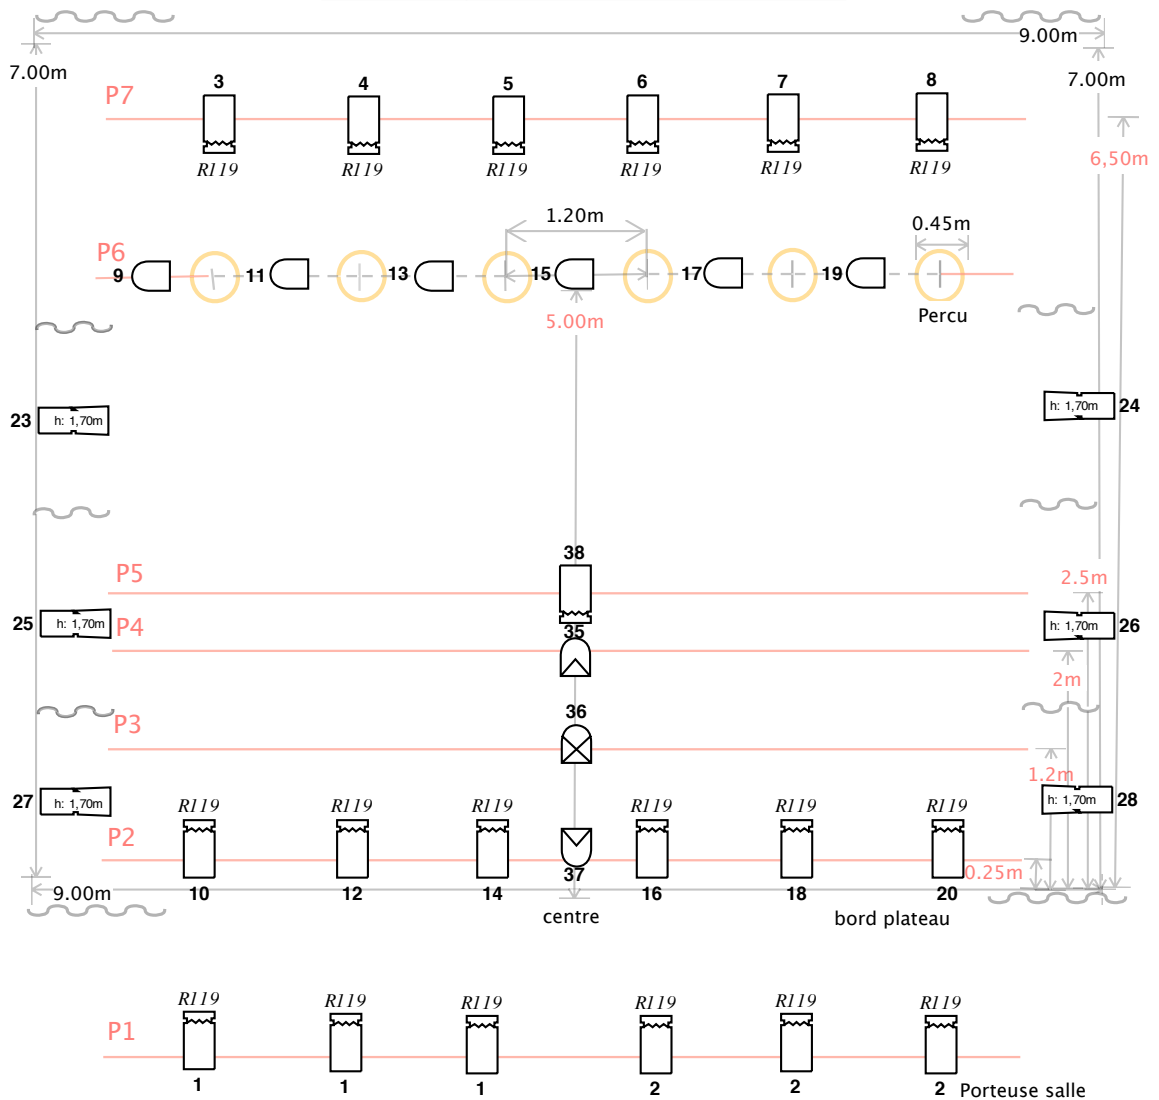 9.00m
7.00m
7.00m
P7
3
4
5
6
7
8
R119
R119
R119
R119
R119
R119
6,50m
1.20m
0.45m
P6
9
11
13
15
17
19
5.00m
Percu
23
h: 1,70m
h: 1,70m
24
38
P5
2.5m
25
h: 1,70m
P4
35
h: 1,70m
26
2m
P3
36
1.2m
27
h: 1,70m
h: 1,70m
28
R119
R119
R119
R119
R119
R119
P2
0.25m
37
9.00m
10
12
14
16
18
20
centre
bord plateau
R119
R119
R119
R119
R119
R119
P1
1
1
1
2
2
2
Porteuse salle